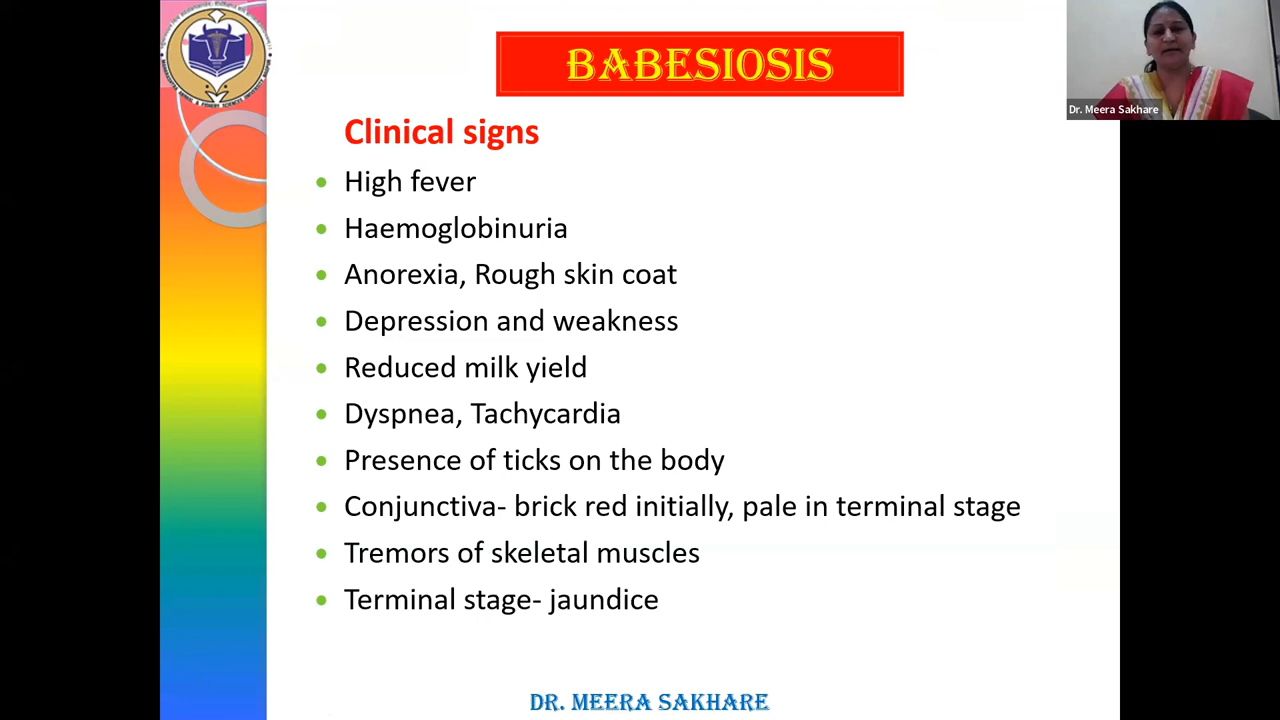 BABESIOSIS
Dr. Meera Sakhare
Clinical signs
High fever
Haemoglobinuria
Anorexia, Rough skin coat
Depression and weakness
Reduced milk yield
Dyspnea, Tachycardia
Presence of ticks on the body
Conjunctiva- brick red initially, pale in terminal stage
Tremors of skeletal muscles
Terminal stage- jaundice
DR. MEERA SAKHARE